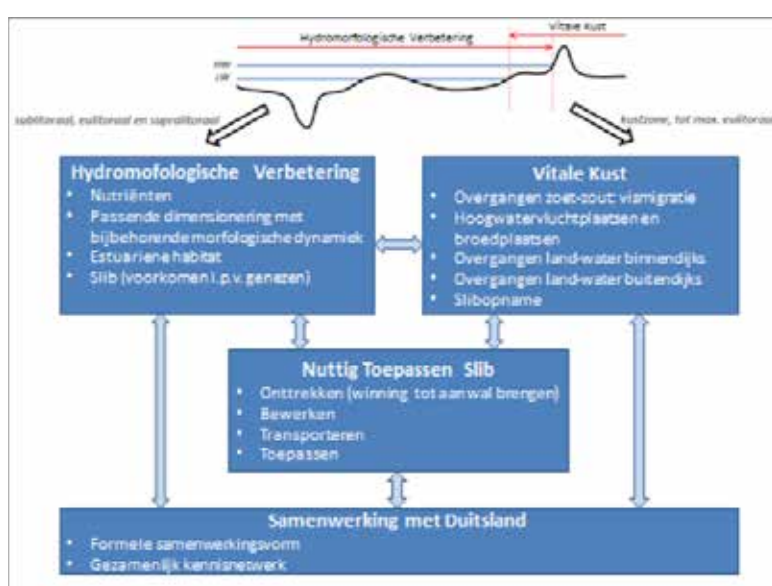 Vitale Kust
Hydromorfologische Verbetering
HW
LW
sublitoraal, eulitoraal en supralitoraal
kustzone, tot max. eulitoraal
Hydromofologische Verbetering
• Nutriënten
• Passende dimensionering met
bijbehorende morfologische dynamiek
• Estuariene habitat
• Slib (voorkomen i.p.v. genezen)
Vitale Kust
• Overgangen zoet-zout: vismigratie
• Hoogwatervluchtplaatsen en
broedplaatsen
• Overgangen land-water binnendijks
• Overgangen land-water buitendijks
• Slibopname
Nuttig Toepassen Slib
• Onttrekken (winning tot aan wal brengen)
• Bewerken
• Transporteren
• Toepassen
Samenwerking met Duitsland
• Formele samenwerkingsvorm
• Gezamenlijk kennisnetwerk